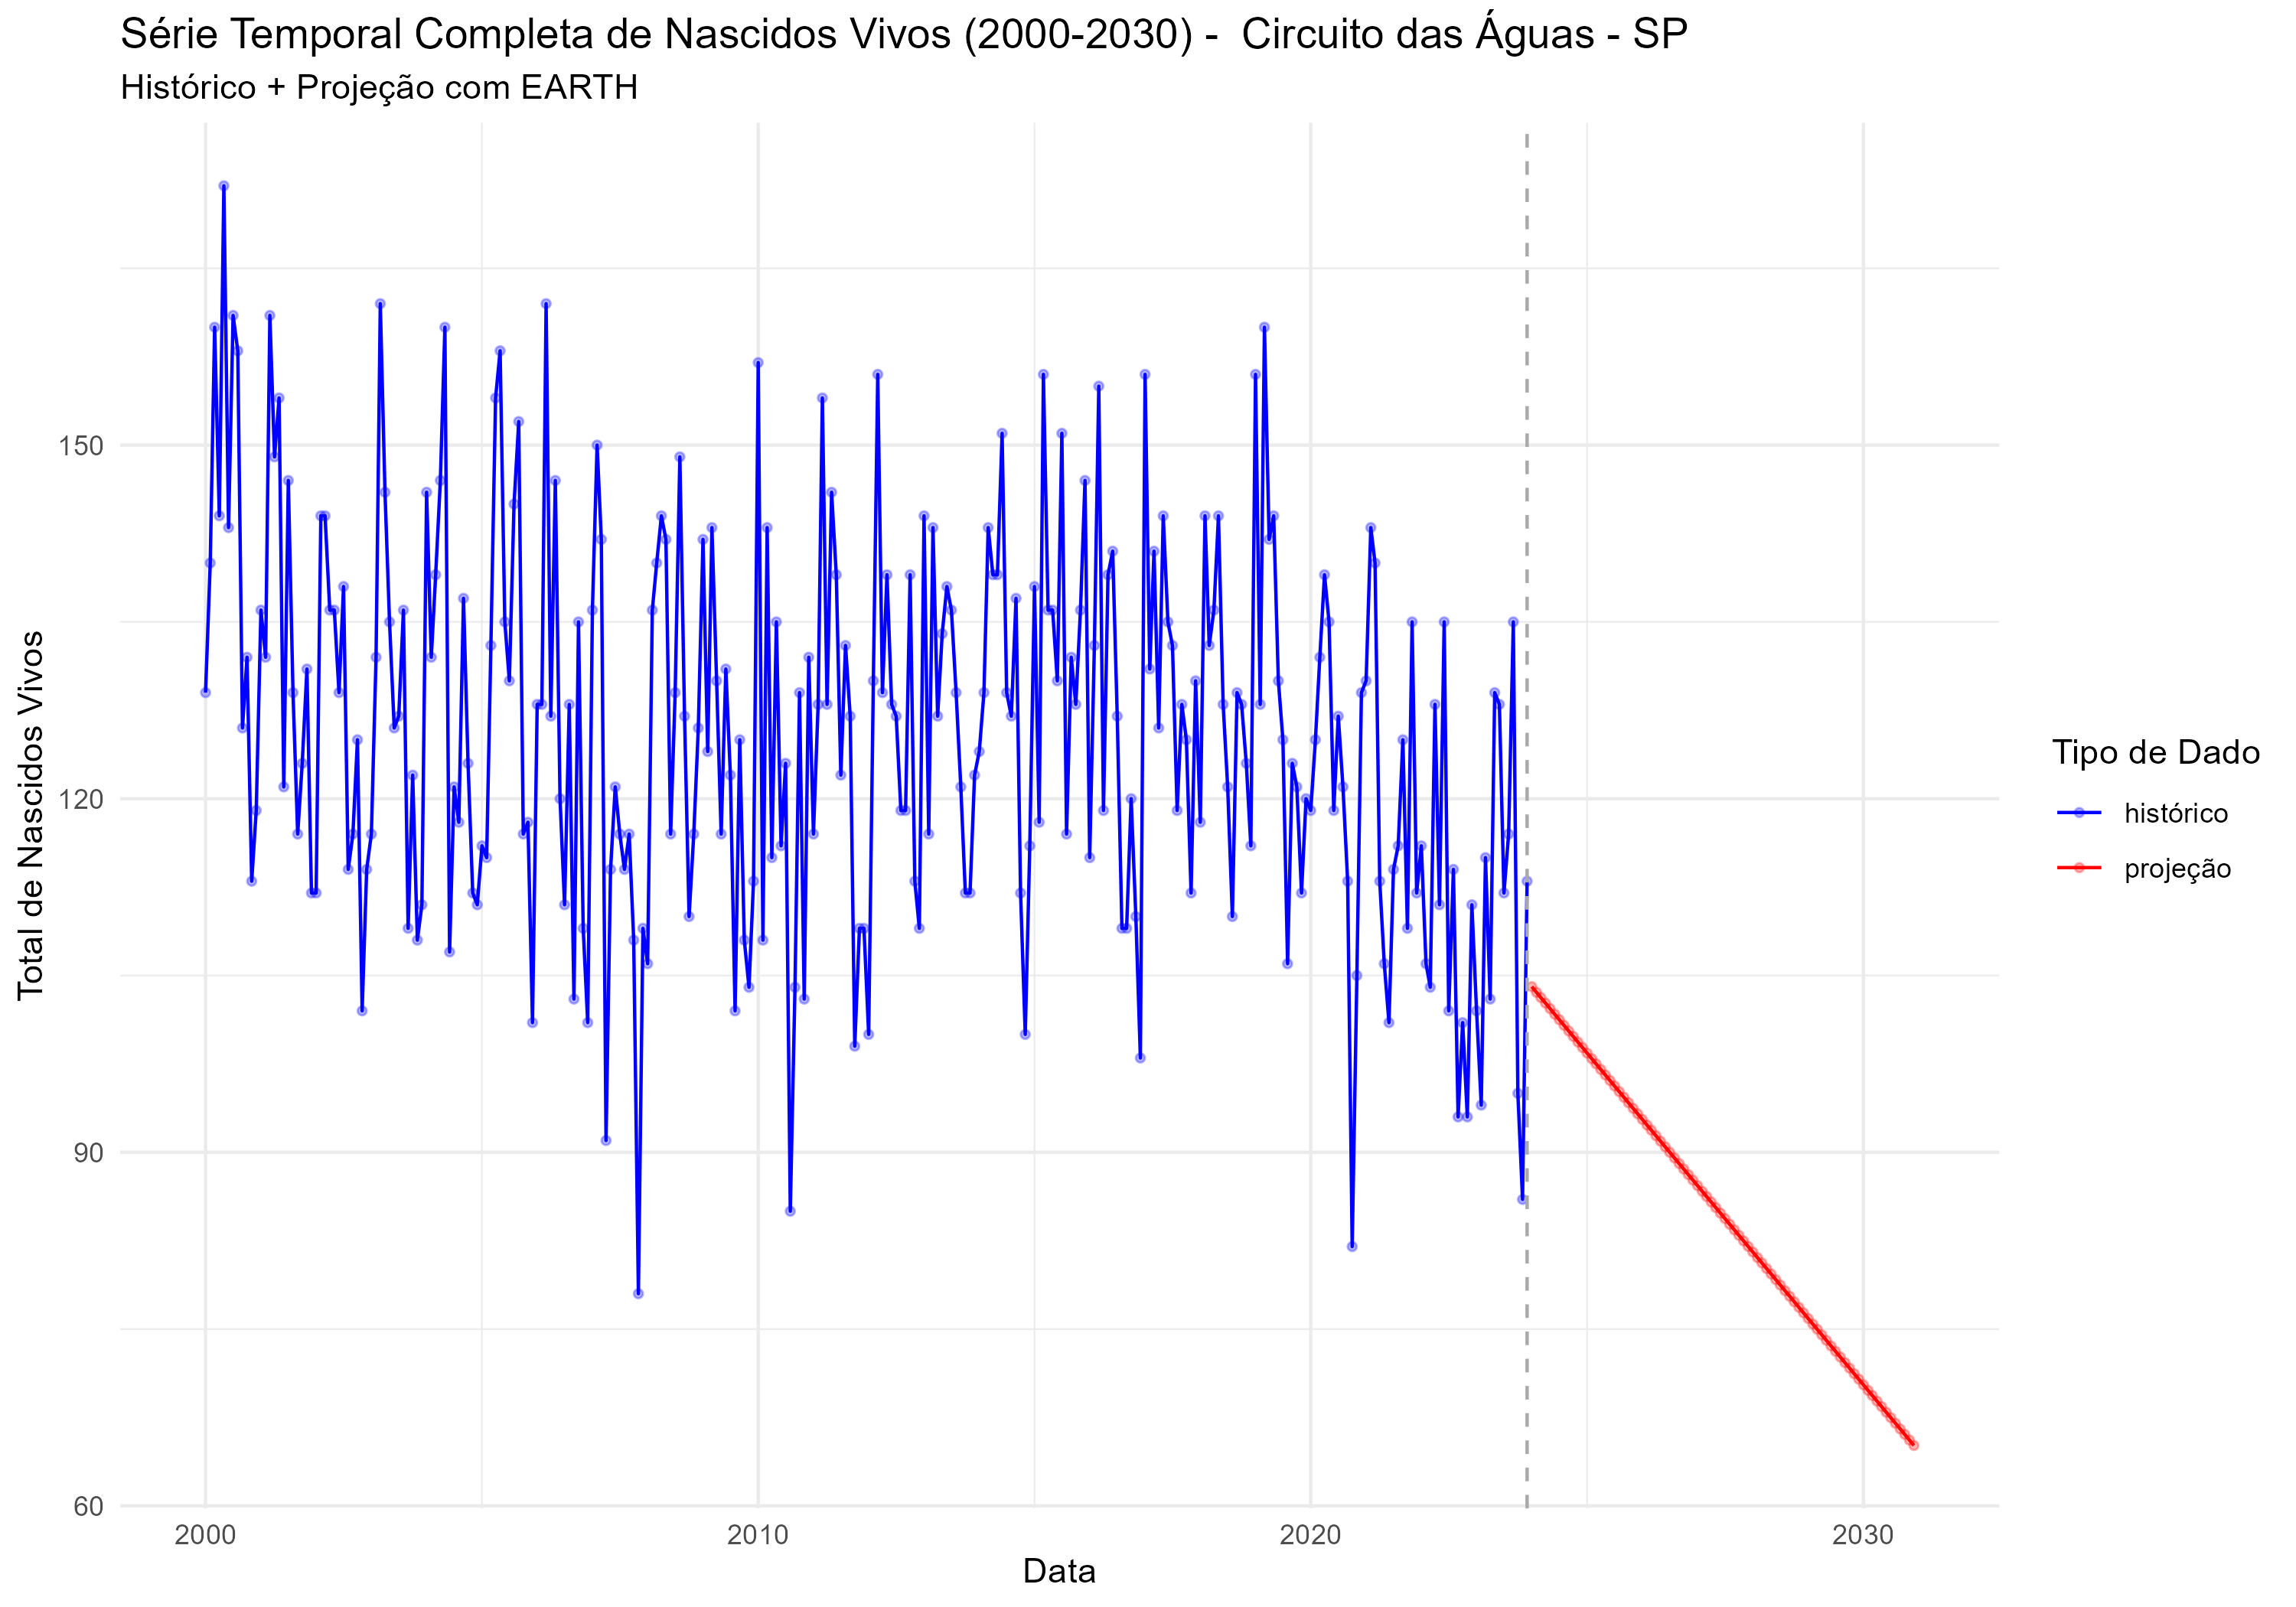 Série Temporal Completa de Nascidos Vivos (2000-2030) -  Circuito das Águas - SP
Histórico + Projeção com EARTH
Total de Nascidos Vivos
150
120
90
60
2000
2010
2020
2030
Data
Tipo de Dado
histórico
projeção